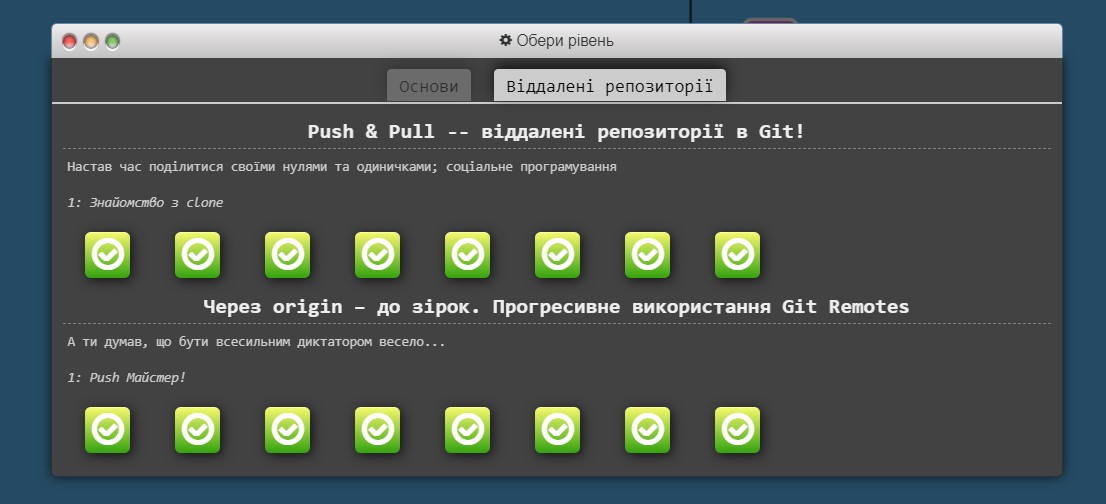 Обери рівень
Основи
Віддалені репозиторії
Push & Pull -- віддалені репозиторії в Git!
Настав час поділитися своїми нулями та одиничками; соціальне програмування
1: Знайомство з clone
Через origin – до зірок. Прогресивне використання Git Remotes
А ти думав, що бути всесильним диктатором весело...
1: Push Майстер!